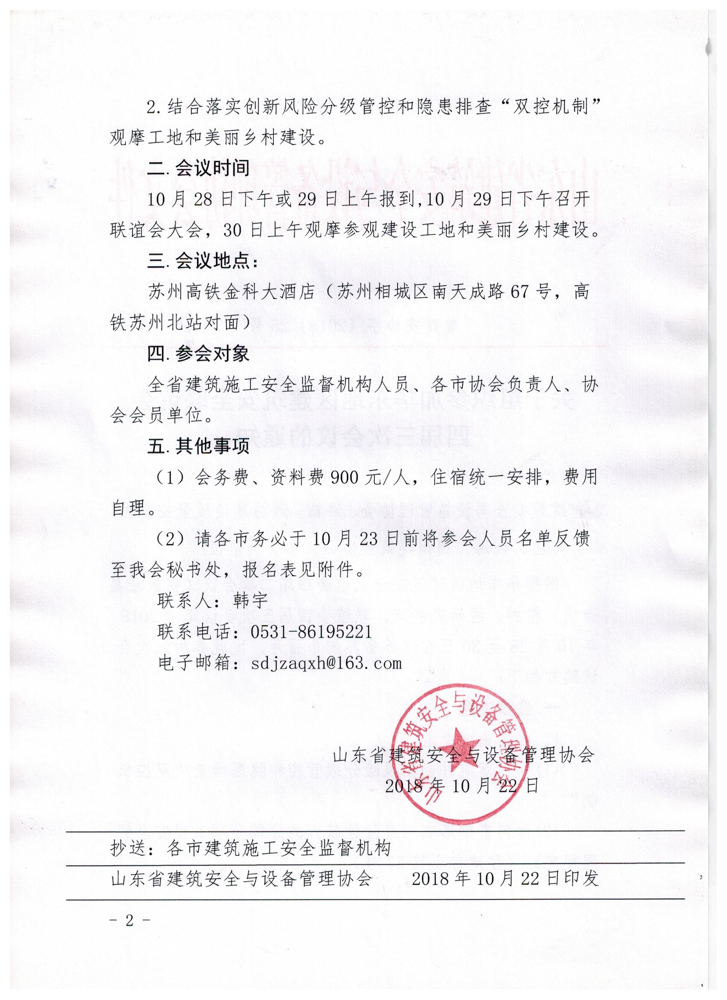 2.结合落实创新风险分级管控和隐患排查“双控机制”
观摩工地和美丽乡村建设。
二.会议时间
10月28日下午或29日上午报到,10月29日下午召开
联谊会大会，30日上午观摩参观建设工地和美丽乡村建设。
三.会议地点：
苏州高铁金科大酒店（苏州相城区南天成路67号，高
铁苏州北站对面）
四.参会对象
全省建筑施工安全监督机构人员、各市协会负责人、协
会会员单位。
五.其他事项
（1）会务费、资料费900元/人，住宿统一安排，费用
自理。
（2）请各市务必于10月23日前将参会人员名单反馈
至我会秘书处，报名表见附件。
联系人：韩宇
联系电话：0531-86195221
电子邮箱：sdjzaqxh@163.com
山东省建筑安全与设备管理协会
山东省建筑安全与设备管理协会
2018年10月22日
抄送：各市建筑施工安全监督机构
山东省建筑安全与设备管理协会 2018年10月22日印发
- 2 -